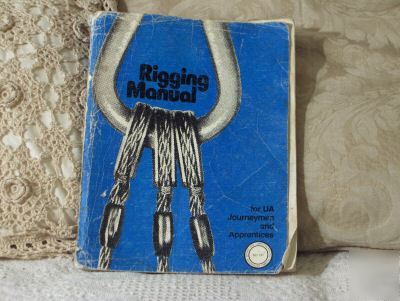 Rigging
Manual
for UA
Journeymen
and
Apprentices